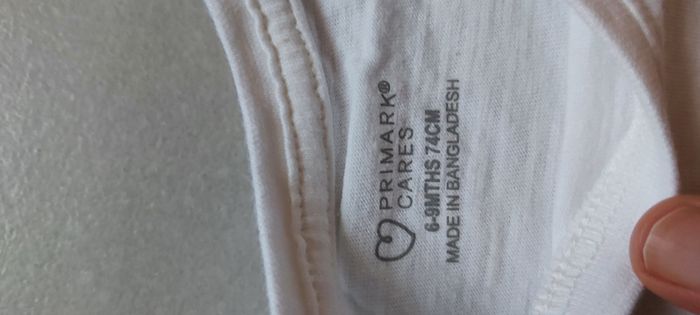 PRIMARK®
CARES
6-9MTHS 74CM
MADE IN BANGLADESH